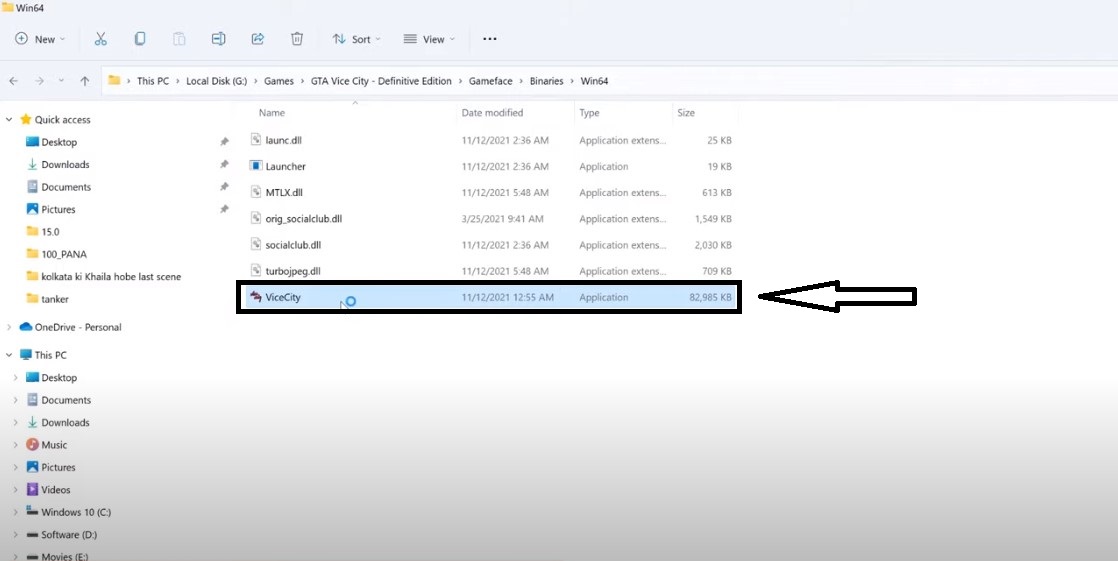 Win64
New Sort View
This PC Local Disk (G:) Games GTA Vice City - Definitive Edition Gameface Binaries Win64
Quick access
Desktop
Downloads
Documents
Pictures
15.0
100_PANA
kolkata ki Khaila hobe last scene
tanker
OneDrive - Personal
This PC
Desktop
Documents
Downloads
Music
Pictures
Videos
Windows 10 (C:)
Software (D:)
Movies (E:)
Name Date modified Type Size
launc.dll 11/12/2021 2:36 AM Application extens... 25 KB
Launcher 11/12/2021 2:36 AM Application 19 KB
MTLX.dll 11/12/2021 5:48 AM Application extens... 613 KB
orig_socialclub.dll 3/25/2021 9:41 AM Application extens... 1,549 KB
socialclub.dll 11/12/2021 2:36 AM Application extens... 2,030 KB
turbojpeg.dll 11/12/2021 5:48 AM Application extens... 709 KB
ViceCity 11/12/2021 12:55 AM Application 82,985 KB